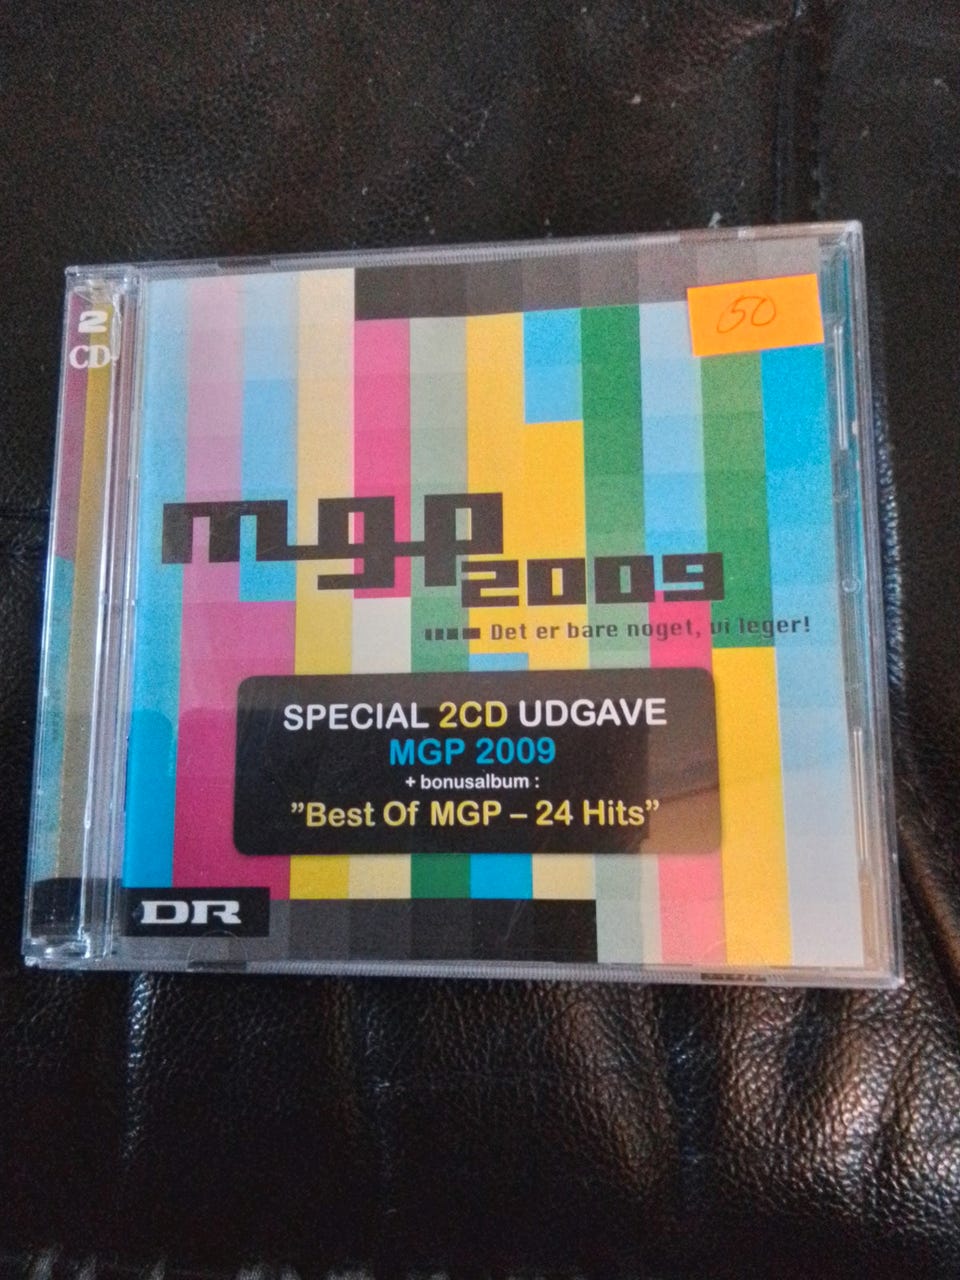 2
CD
50
mgp
2009
Det er bare noget, vi leger!
SPECIAL 2CD UDGAVE
MGP 2009
+ bonusalbum :
”Best Of MGP – 24 Hits”
DR